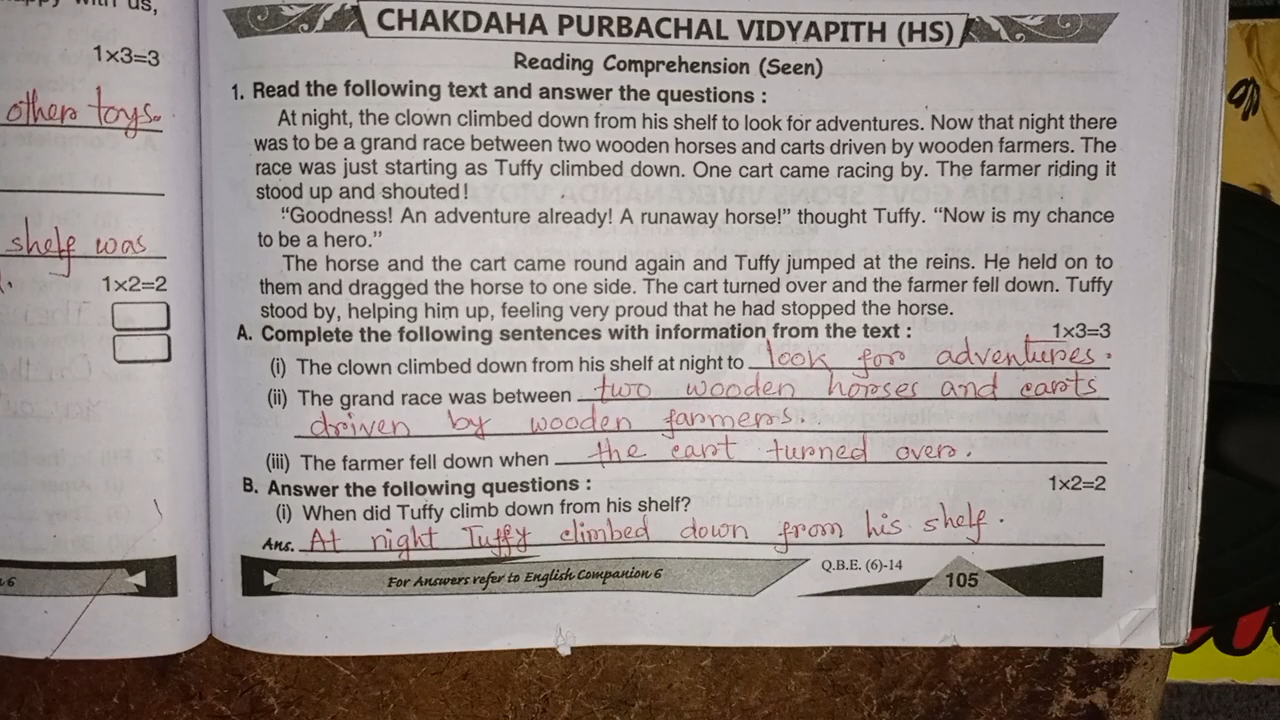 us,
1×3=3
other toys.
shelf was
1×2=2
6
CHAKDAHA PURBACHAL VIDYAPITH (HS)
Reading Comprehension (Seen)
1. Read the following text and answer the questions :
At night, the clown climbed down from his shelf to look for adventures. Now that night there
was to be a grand race between two wooden horses and carts driven by wooden farmers. The
race was just starting as Tuffy climbed down. One cart came racing by. The farmer riding it
stood up and shouted!
"Goodness! An adventure already! A runaway horse!" thought Tuffy. "Now is my chance
to be a hero."
The horse and the cart came round again and Tuffy jumped at the reins. He held on to
them and dragged the horse to one side. The cart turned over and the farmer fell down. Tuffy
stood by, helping him up, feeling very proud that he had stopped the horse.
A. Complete the following sentences with information from the text : 1×3=3
(i) The clown climbed down from his shelf at night to look for adventures.
(ii) The grand race was between two wooden horses and carts
driven by wooden farmers.
(iii) The farmer fell down when the cart turned over.
B. Answer the following questions : 1×2=2
(i) When did Tuffy climb down from his shelf?
Ans. At night Tuffy climbed down from his shelf.
For Answers refer to English Companion 6 Q.B.E. (6)-14 105